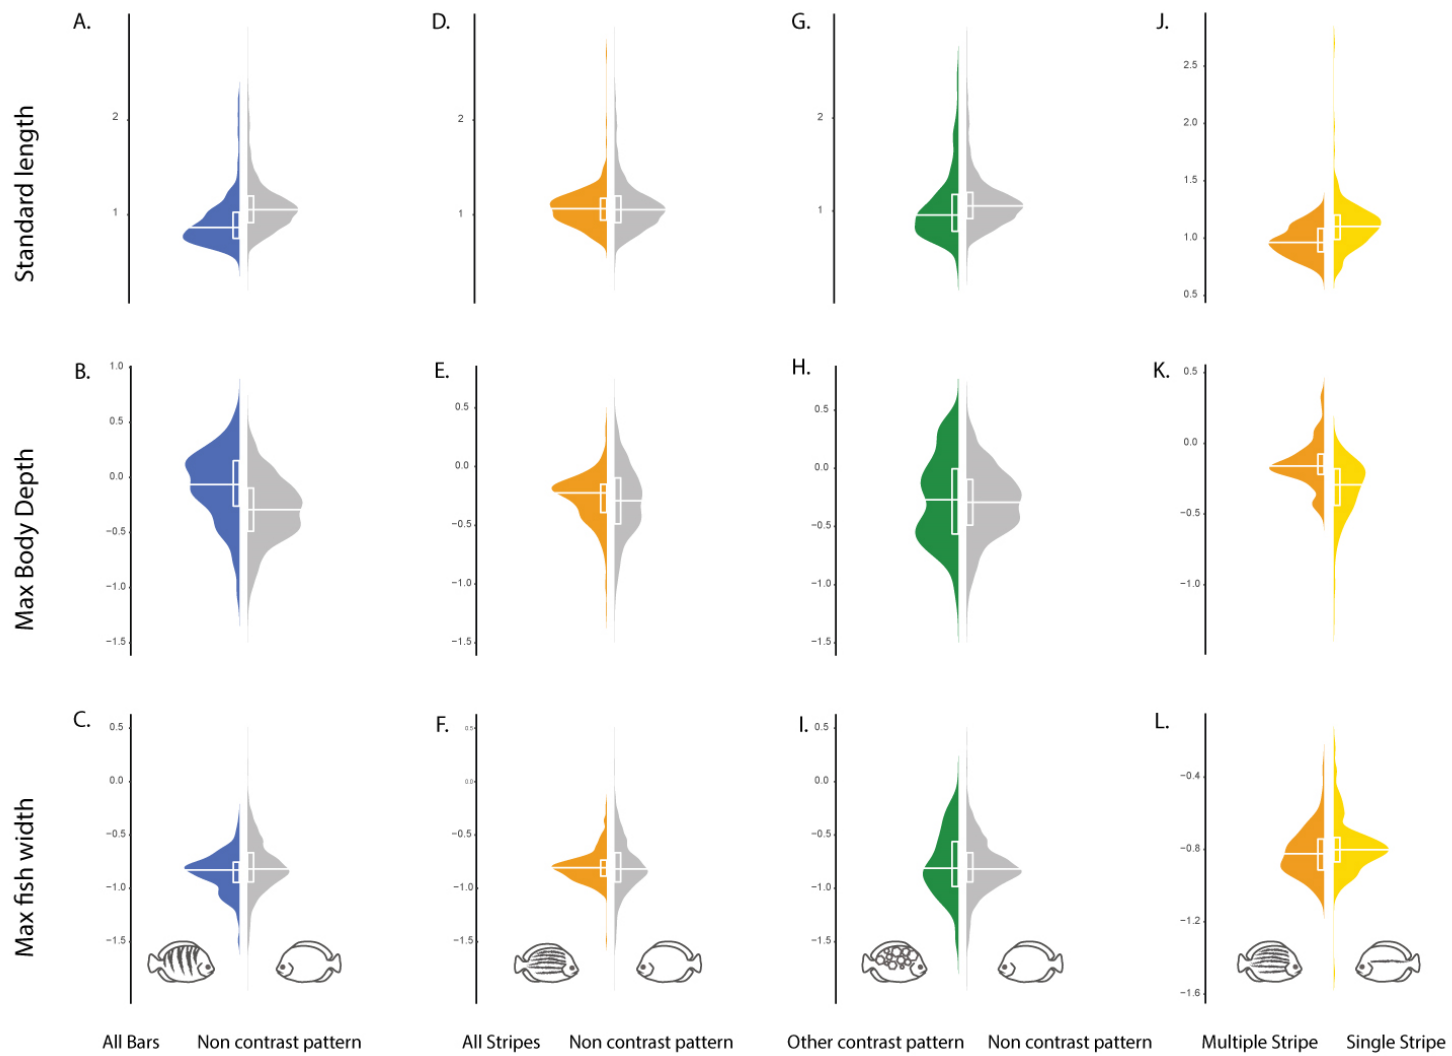 A.
D.
G.
J.
Standard length
2
1
2
1
2
1
2.5
2.0
1.5
1.0
0.5
B.
E.
H.
K.
Max Body Depth
1.0
0.5
0.0
−0.5
−1.0
−1.5
0.5
0.0
−0.5
−1.0
−1.5
0.5
0.0
−0.5
−1.0
−1.5
0.5
0.0
−0.5
−1.0
C.
F.
I.
L.
Max fish width
0.5
0.0
−0.5
−1.0
−1.5
0.5
0.0
−0.5
−1.0
−1.5
0.5
0.0
−0.5
−1.0
−1.5
−0.4
−0.8
−1.2
−1.6
All Bars
Non contrast pattern
All Stripes
Non contrast pattern
Other contrast pattern
Non contrast pattern
Multiple Stripe
Single Stripe